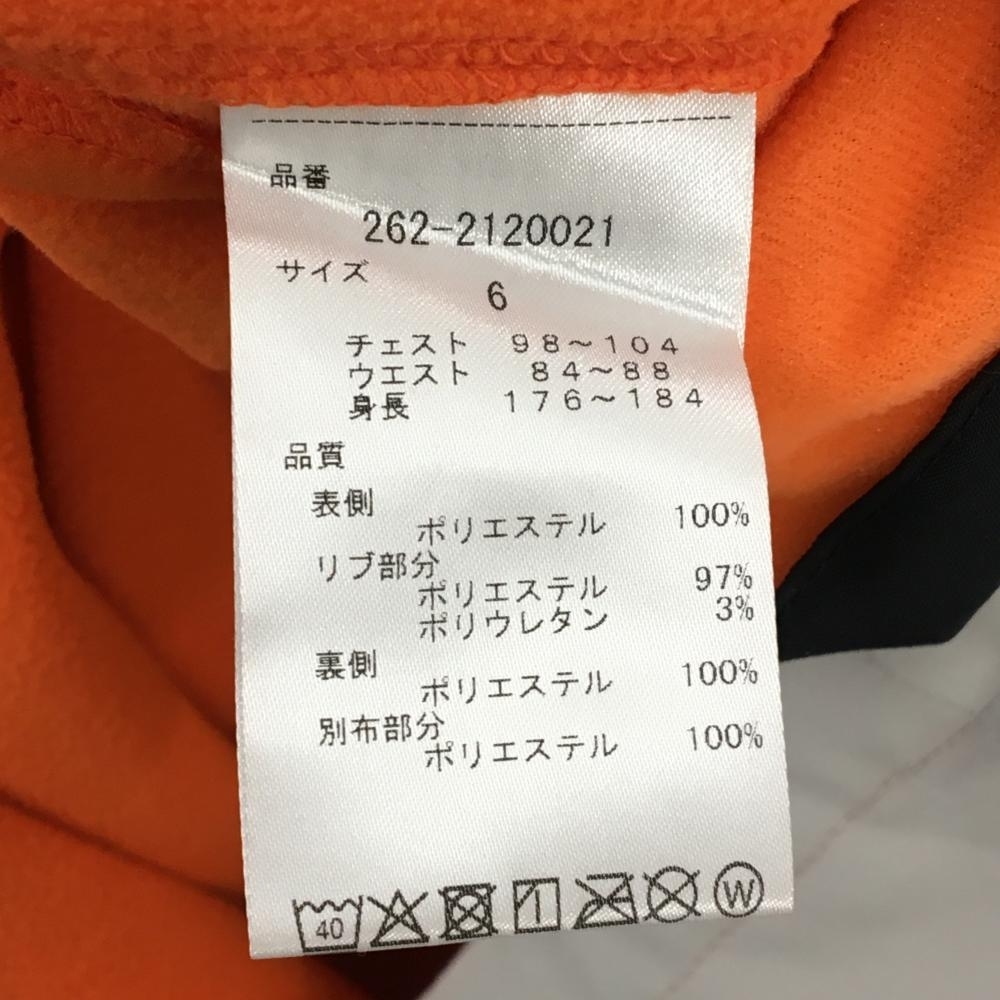 品番
262-2120021
サイズ
6
チェスト 98～104
ウエスト 84～88
身長 176～184
品質
表側
ポリエステル 100%
リブ部分
ポリエステル 97%
ポリウレタン 3%
裏側
ポリエステル 100%
別布部分
ポリエステル 100%
40 W